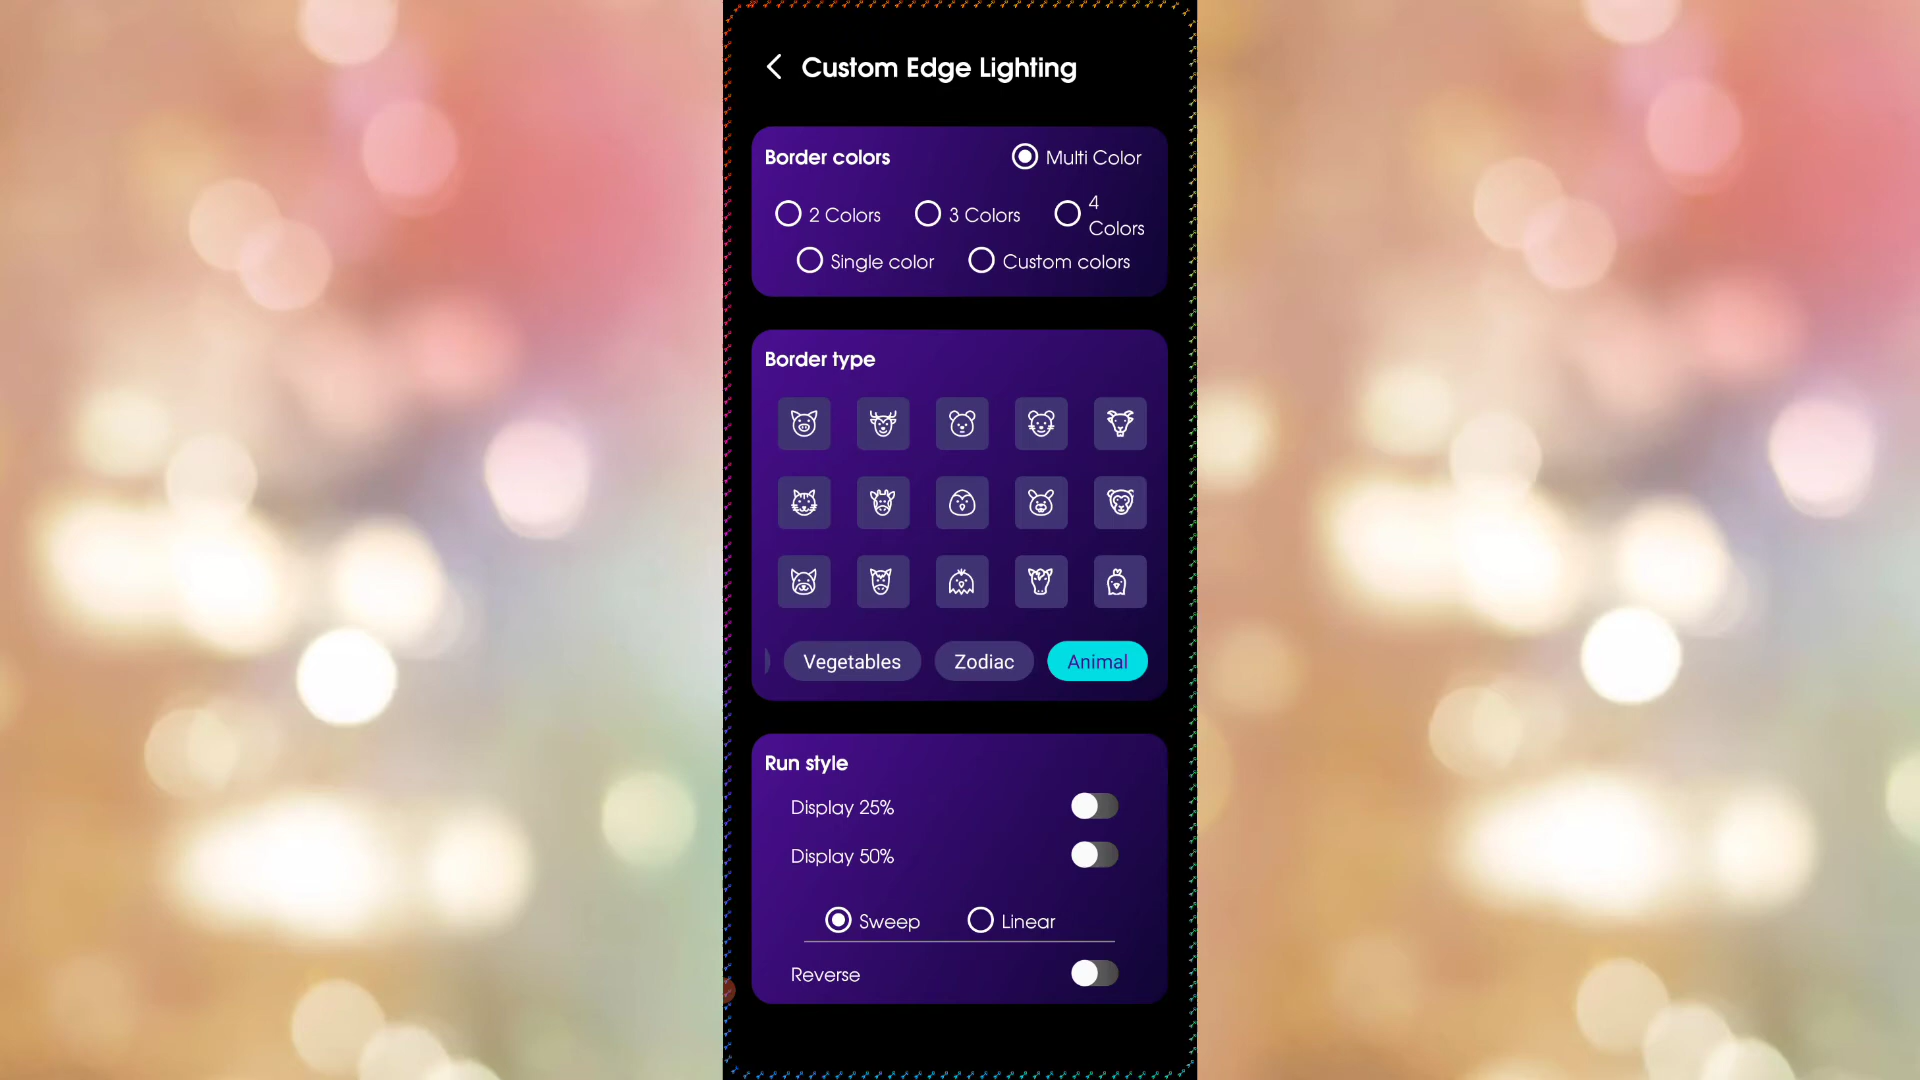 Custom Edge Lighting
Border colors
Multi Color
2 Colors
3 Colors
4
Colors
Single color
Custom colors
Border type
Vegetables
Zodiac
Animal
Run style
Display 25%
Display 50%
Sweep
Linear
Reverse